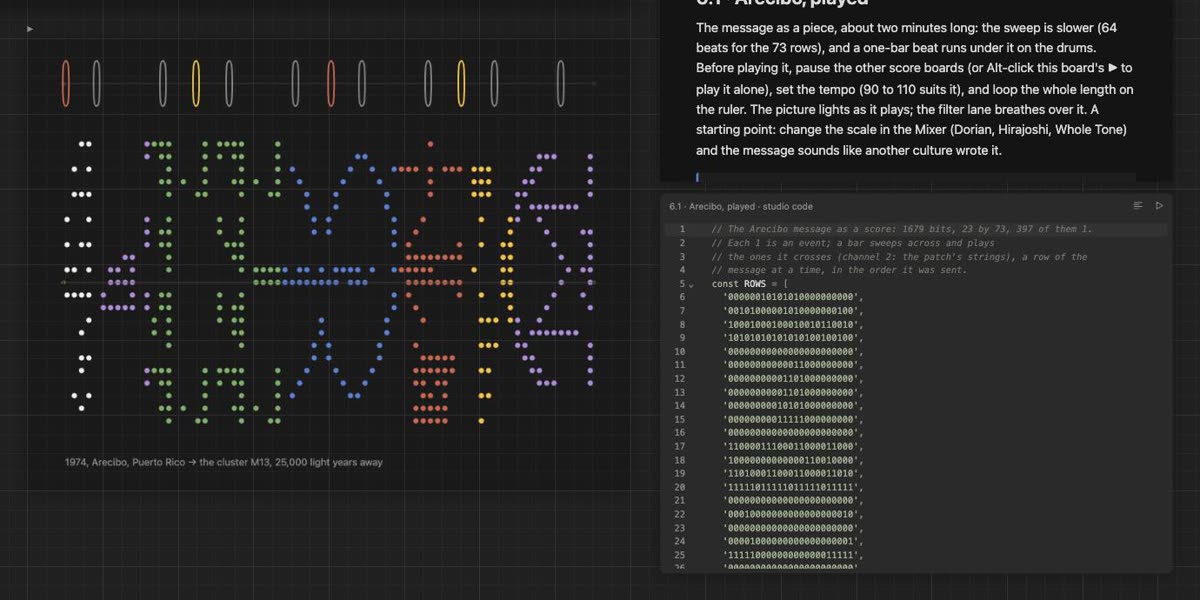 6.1 · Arecibo, played
The message as a piece, about two minutes long: the sweep is slower (64
beats for the 73 rows), and a one-bar beat runs under it on the drums.
Before playing it, pause the other score boards (or Alt-click this board's ▶ to
play it alone), set the tempo (90 to 110 suits it), and loop the whole length on
the ruler. The picture lights as it plays; the filter lane breathes over it. A
starting point: change the scale in the Mixer (Dorian, Hirajoshi, Whole Tone)
and the message sounds like another culture wrote it.
6.1 · Arecibo, played · studio code
1 // The Arecibo message as a score: 1679 bits, 23 by 73, 397 of them 1.
2 // Each 1 is an event; a bar sweeps across and plays
3 // the ones it crosses (channel 2: the patch's strings), a row of the
4 // message at a time, in the order it was sent.
5 const ROWS = [
6 '00000010101010000000000',
7 '00101000001010000000100',
8 '10001000100010010110010',
9 '10101010101010100100100',
10 '00000000000000000000000',
11 '00000000000011000000000',
12 '00000000001101000000000',
13 '00000000001101000000000',
14 '00000000010101000000000',
15 '00000000011111000000000',
16 '00000000000000000000000',
17 '11000011100011000011000',
18 '10000000000000110010000',
19 '11010001100011000011010',
20 '11111011111011111011111',
21 '00000000000000000000000',
22 '00010000000000000000010',
23 '00000000000000000000000',
24 '00001000000000000000001',
25 '11111000000000000011111',
26 '00000000000000000000000',
1974, Arecibo, Puerto Rico → the cluster M13, 25,000 light years away